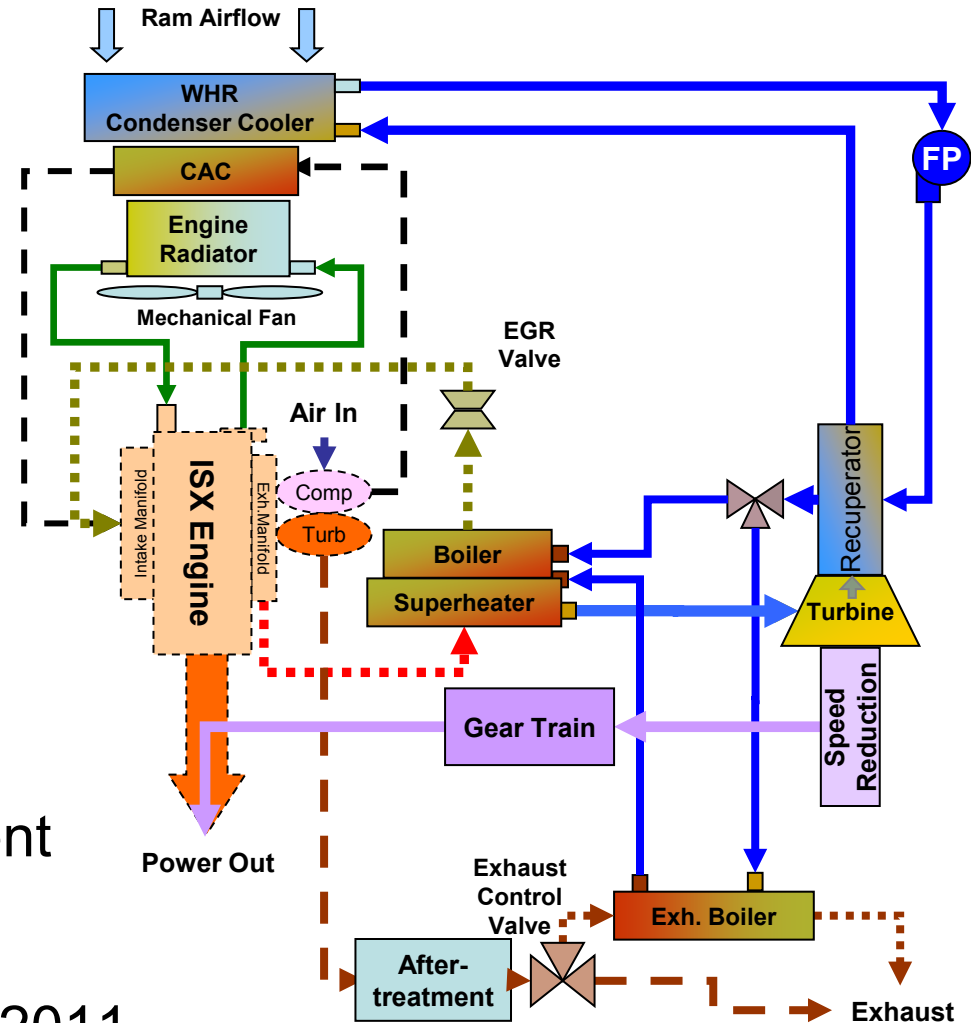 Ram Airflow
WHR
Condenser Cooler
FP
CAC
Engine
Radiator
Mechanical Fan
EGR
Valve
Air In
Intake Manifold
ISX Engine
Exh.Manifold
Comp
Turb
Boiler
Superheater
Recuperator
Turbine
Gear Train
Speed
Reduction
Power Out
Exhaust
Control
Valve
Exh. Boiler
After-
treatment
Exhaust
nt
2011